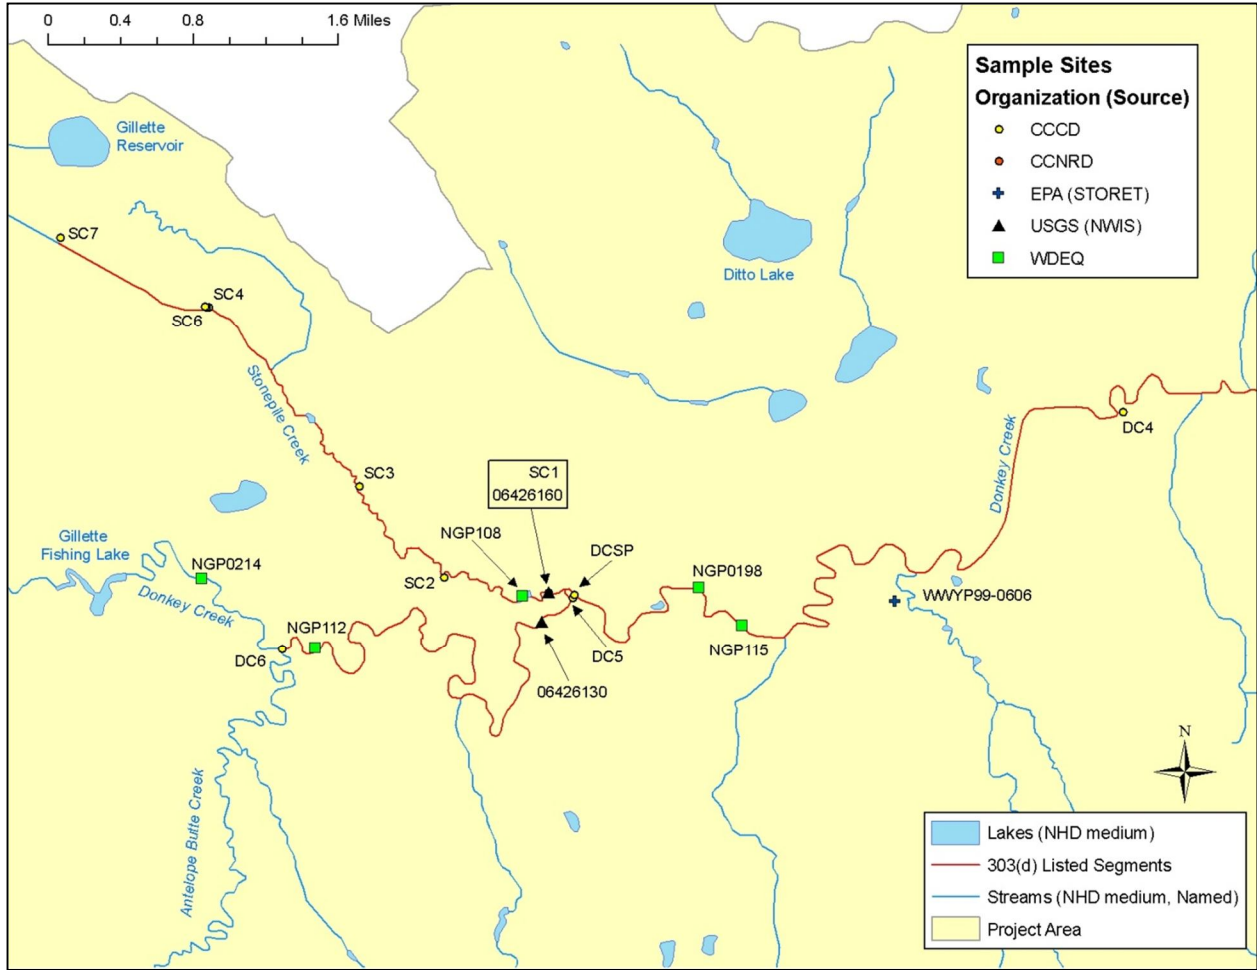 0 0.4 0.8 1.6 Miles
Sample Sites
Organization (Source)
CCCD
CCNRD
EPA (STORET)
USGS (NWIS)
WDEQ
Gillette
Reservoir
SC7
SC4
SC6
Ditto Lake
Stonepile Creek
SC3
SC1
06426160
DC4
Donkey Creek
NGP108
DCSP
Gillette
Fishing Lake
NGP0214
SC2
NGP0198
WWYP99-0606
Donkey Creek
NGP112
DC6
DC5
NGP115
06426130
N
Antelope Butte Creek
Lakes (NHD medium)
303(d) Listed Segments
Streams (NHD medium, Named)
Project Area